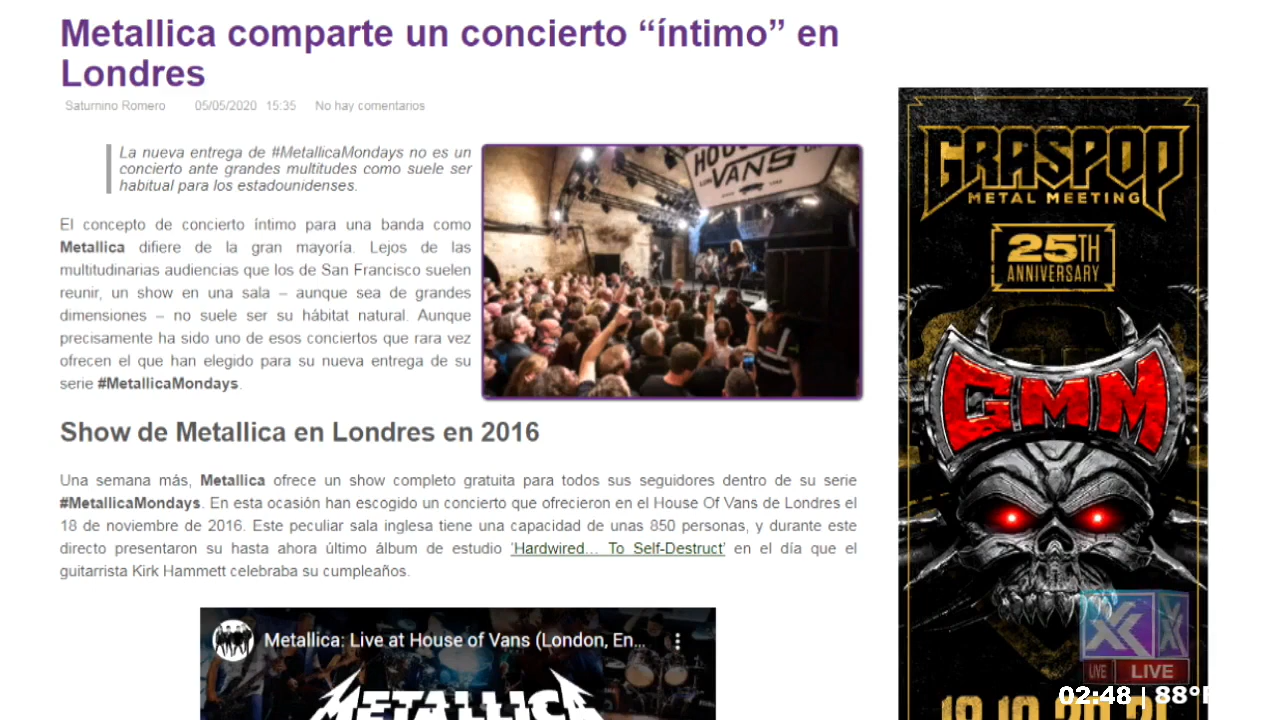 Metallica comparte un concierto “íntimo” en
Londres
Saturnino Romero 05/05/2020 15:35 No hay comentarios
La nueva entrega de #MetallicaMondays no es un
concierto ante grandes multitudes como suele ser
habitual para los estadounidenses.
El concepto de concierto íntimo para una banda como
Metallica difiere de la gran mayoría. Lejos de las
multitudinarias audiencias que los de San Francisco suelen
reunir, un show en una sala – aunque sea de grandes
dimensiones – no suele ser su hábitat natural. Aunque
precisamente ha sido uno de esos conciertos que rara vez
ofrecen el que han elegido para su nueva entrega de su
serie #MetallicaMondays.
HOUSE
VANS
Show de Metallica en Londres en 2016
Una semana más, Metallica ofrece un show completo gratuita para todos sus seguidores dentro de su serie
#MetallicaMondays. En esta ocasión han escogido un concierto que ofrecieron en el House Of Vans de Londres el
18 de noviembre de 2016. Este peculiar sala inglesa tiene una capacidad de unas 850 personas, y durante este
directo presentaron su hasta ahora último álbum de estudio ‘Hardwired... To Self-Destruct’ en el día que el
guitarrista Kirk Hammett celebraba su cumpleaños.
Metallica: Live at House of Vans (London, En...
METALLICA
GRASPOP
METAL MEETING
25TH
ANNIVERSARY
GMM
LIVE LIVE
02:48 | 88°F